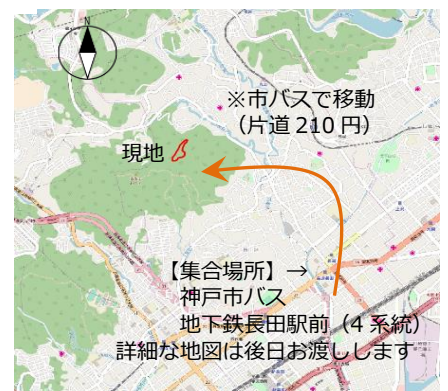 N
※市バスで移動
（片道 210 円）
現地
【集合場所】→
神戸市バス
地下鉄長田駅前（4 系統）
詳細な地図は後日お渡しします